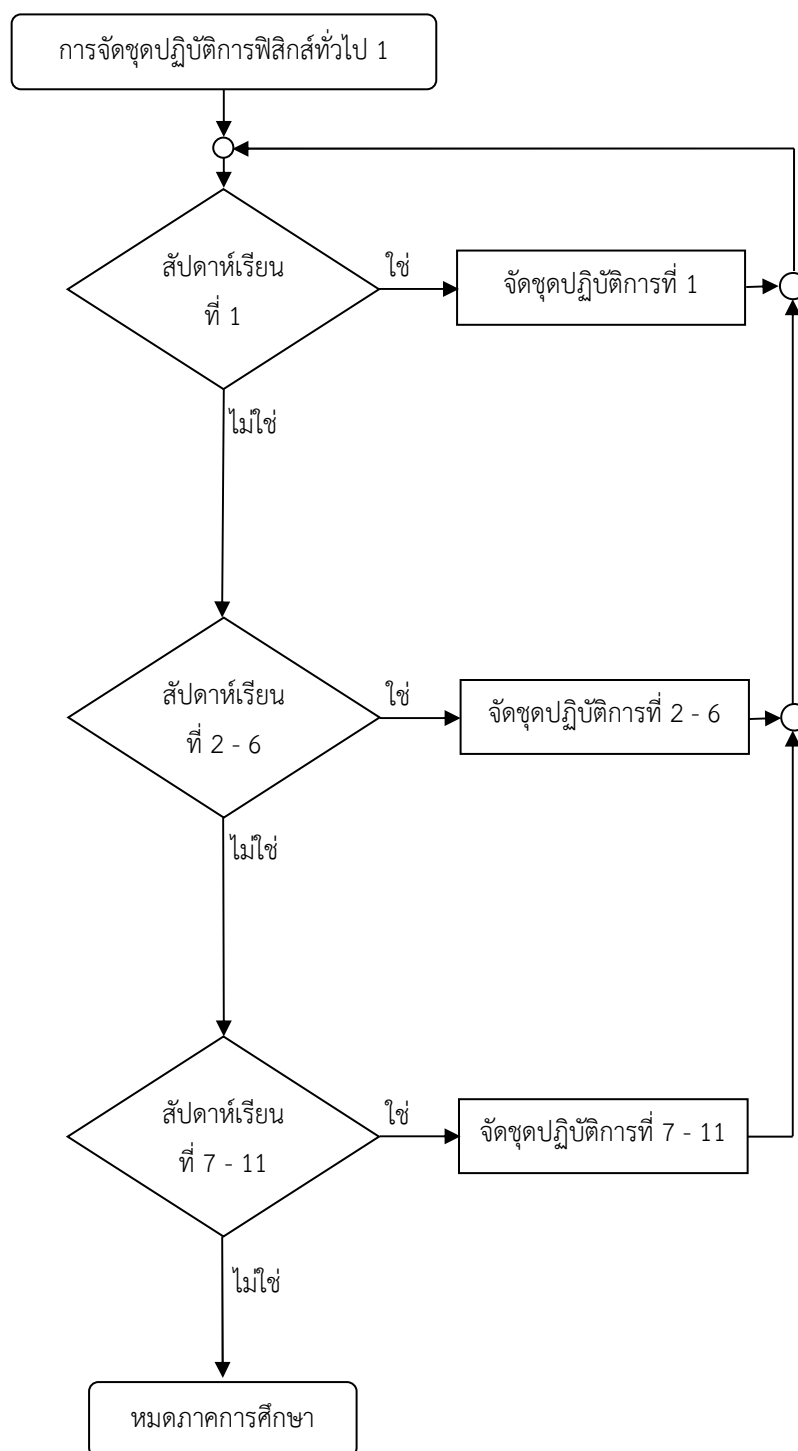 การจัดชุดปฏิบัติการฟิสิกส์ทั่วไป 1
สัปดาห์เรียน
ที่ 1
ใช่
จัดชุดปฏิบัติการที่ 1
ไม่ใช่
สัปดาห์เรียน
ที่ 2 - 6
ใช่
จัดชุดปฏิบัติการที่ 2 - 6
ไม่ใช่
สัปดาห์เรียน
ที่ 7 - 11
ใช่
จัดชุดปฏิบัติการที่ 7 - 11
ไม่ใช่
หมดภาคการศึกษา